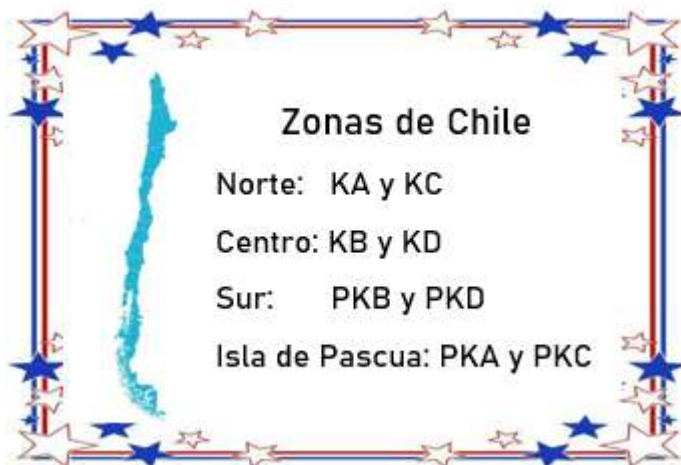 Zonas de Chile
Norte: KA y KC
Centro: KB y KD
Sur: PKB y PKD
Isla de Pascua: PKA y PKC